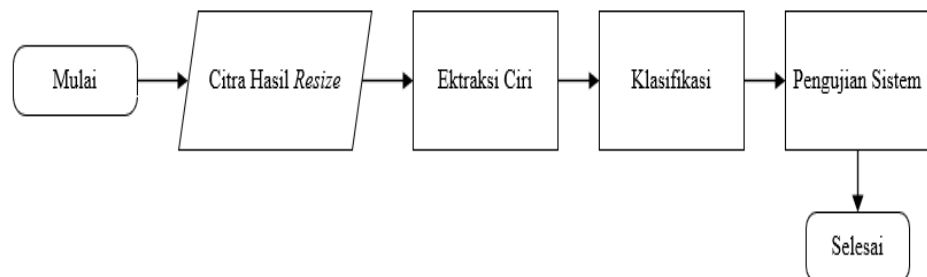 Mulai
Citra Hasil Resize
Ektraksi Ciri
Klasifikasi
Pengujian Sistem
Selesai